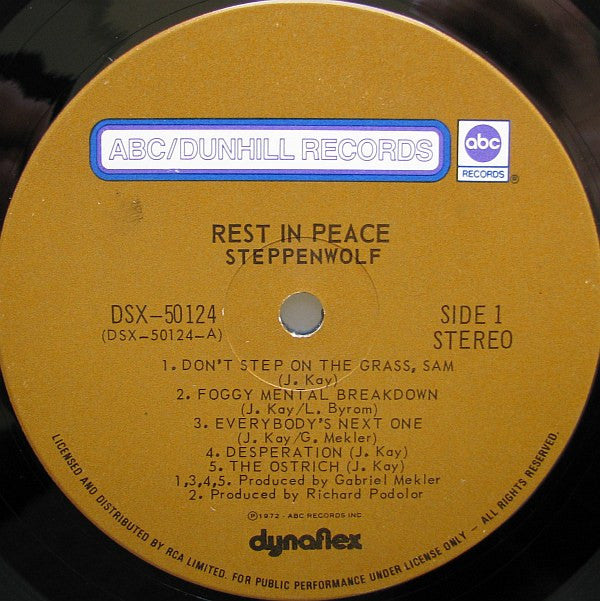 ABC/DUNHILL RECORDS
abc
RECORDS
®
REST IN PEACE
STEPPENWOLF
DSX-50124
(DSX-50124-A)
SIDE 1
STEREO
1. DON'T STEP ON THE GRASS, SAM
(J. Kay)
2. FOGGY MENTAL BREAKDOWN
(J. Kay/L. Byrom)
3. EVERYBODY'S NEXT ONE
(J. Kay/G. Mekler)
4. DESPERATION (J. Kay)
5. THE OSTRICH (J. Kay)
1,3,4,5. Produced by Gabriel Mekler
2. Produced by Richard Podolor
℗1972 - ABC RECORDS INC
dynaflex
LICENSED AND DISTRIBUTED BY RCA LIMITED. FOR PUBLIC PERFORMANCE UNDER LICENSE ONLY - ALL RIGHTS RESERVED.